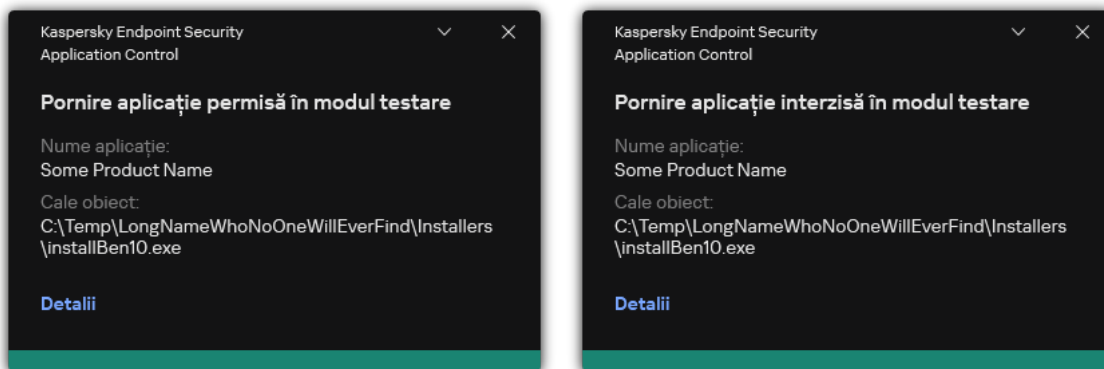 Kaspersky Endpoint Security
Application Control
Pornire aplicație permisă în modul testare
Nume aplicație:
Some Product Name
Cale obiect:
C:\Temp\LongNameWhoNoOneWillEverFind\Installers
\installBen10.exe
Detalii
Kaspersky Endpoint Security
Application Control
Pornire aplicație interzisă în modul testare
Nume aplicație:
Some Product Name
Cale obiect:
C:\Temp\LongNameWhoNoOneWillEverFind\Installers
\installBen10.exe
Detalii